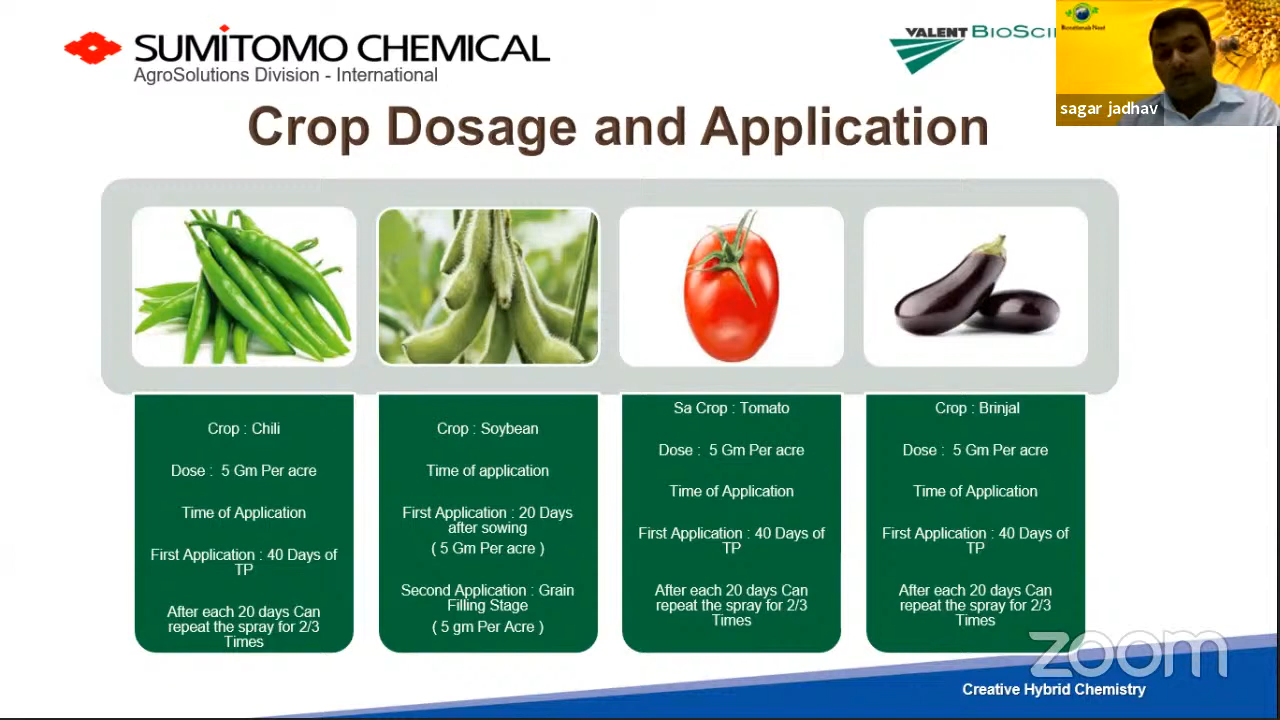 SUMITOMO CHEMICAL
AgroSolutions Division - International
VALENT BIOSCI
sagar jadhav
Crop Dosage and Application
Crop : Chili
Dose : 5 Gm Per acre
Time of Application
First Application : 40 Days of
TP
After each 20 days Can
repeat the spray for 2/3
Times
Crop : Soybean
Time of application
First Application : 20 Days
after sowing
( 5 Gm Per acre )
Second Application : Grain
Filling Stage
( 5 gm Per Acre )
Sa Crop : Tomato
Dose : 5 Gm Per acre
Time of Application
First Application : 40 Days of
TP
After each 20 days Can
repeat the spray for 2/3
Times
Crop : Brinjal
Dose : 5 Gm Per acre
Time of Application
First Application : 40 Days of
TP
After each 20 days Can
repeat the spray for 2/3
Times
zoom
Creative Hybrid Chemistry